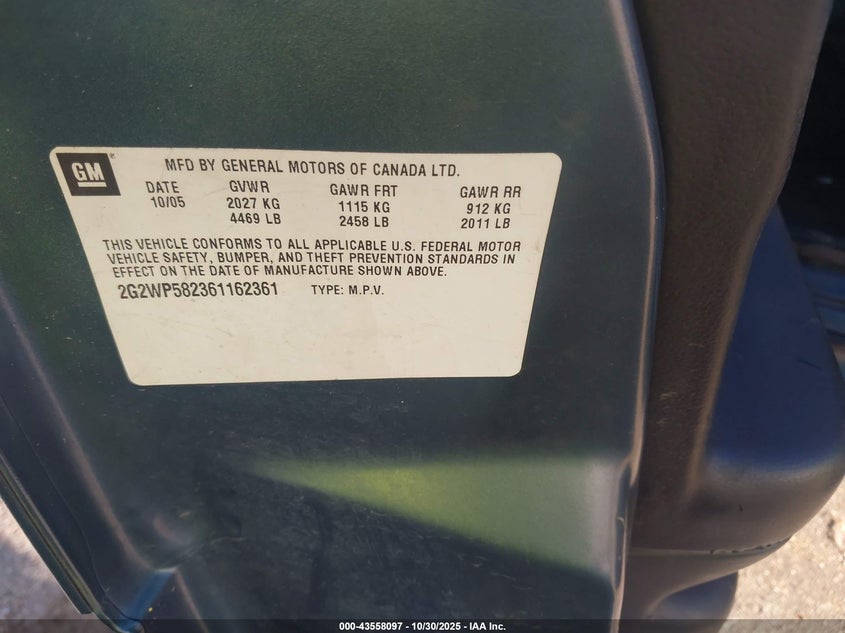 GM
MFD BY GENERAL MOTORS OF CANADA LTD.
DATE GVWR GAWR FRT GAWR RR
10/05 2027 KG 1115 KG 912 KG
4469 LB 2458 LB 2011 LB
THIS VEHICLE CONFORMS TO ALL APPLICABLE U.S. FEDERAL MOTOR
VEHICLE SAFETY, BUMPER, AND THEFT PREVENTION STANDARDS IN
EFFECT ON THE DATE OF MANUFACTURE SHOWN ABOVE.
2G2WP582361162361 TYPE: M.P.V.
000-43558097 - 10/30/2025 - IAA Inc.